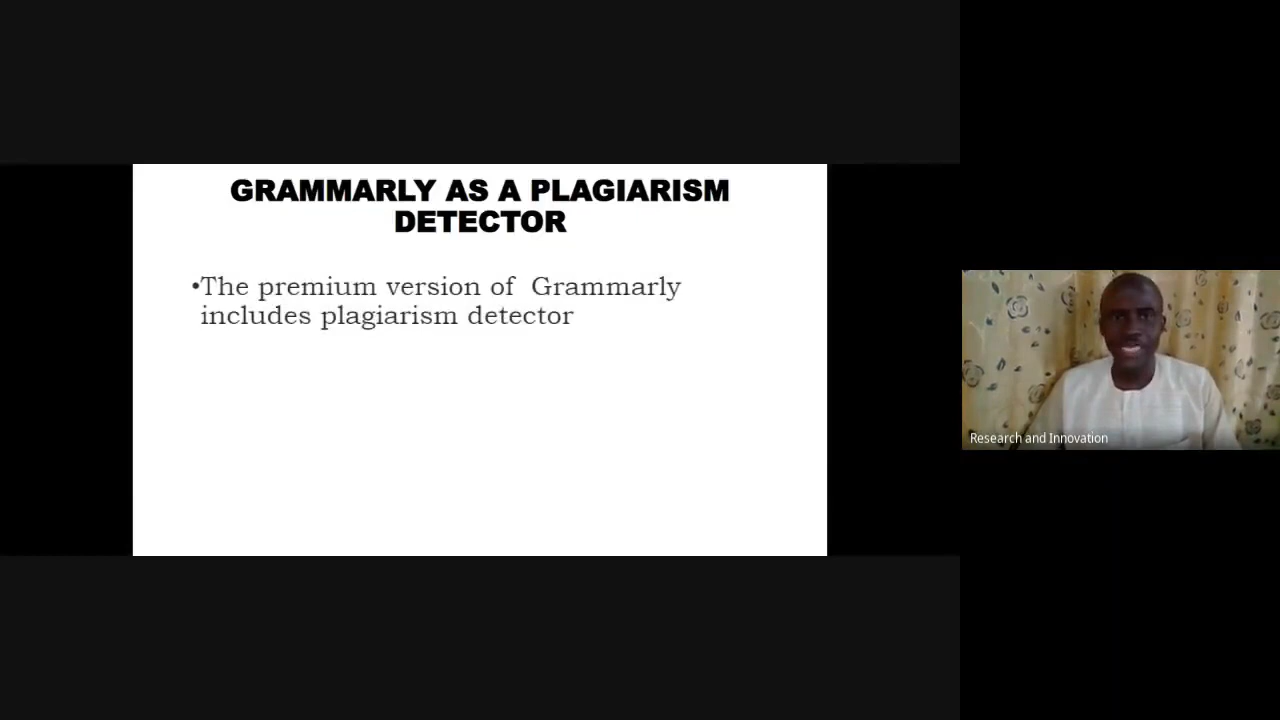 GRAMMARLY AS A PLAGIARISM
DETECTOR
•The premium version of  Grammarly
includes plagiarism detector
Research and Innovation